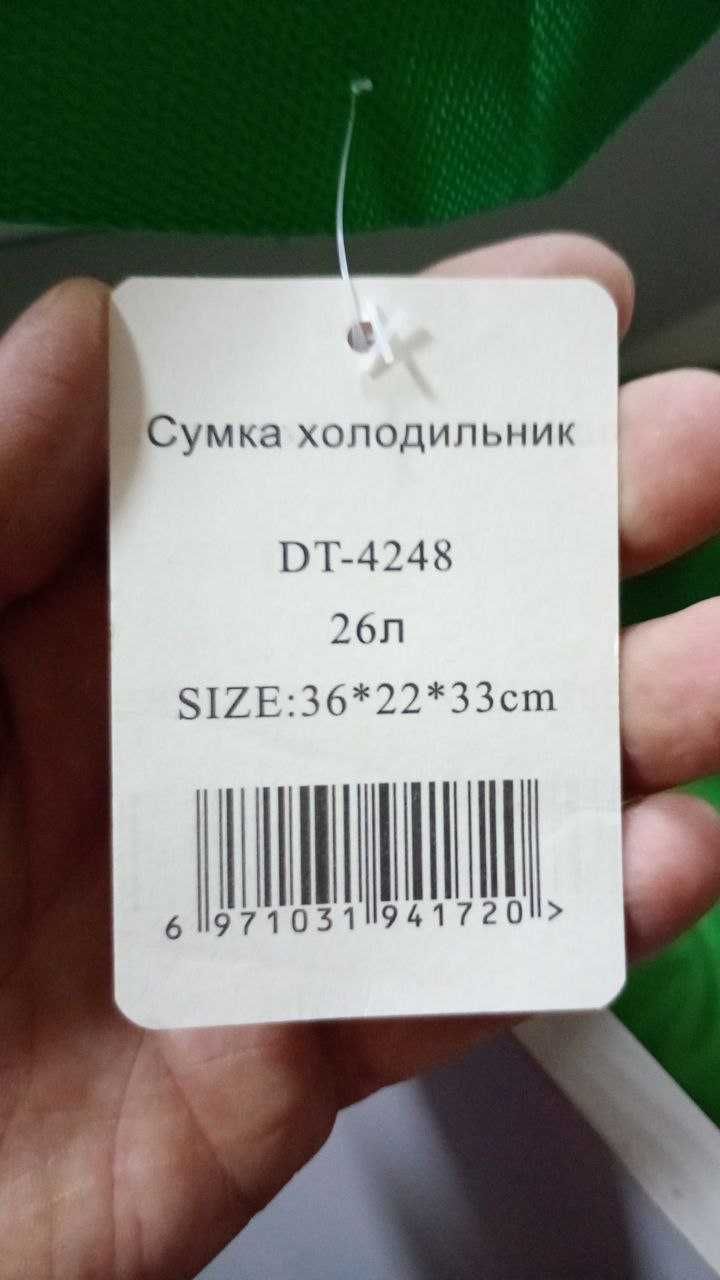 Сумка холодильник
DT-4248
26л
SIZE:36*22*33cm
6 971031 941720 >